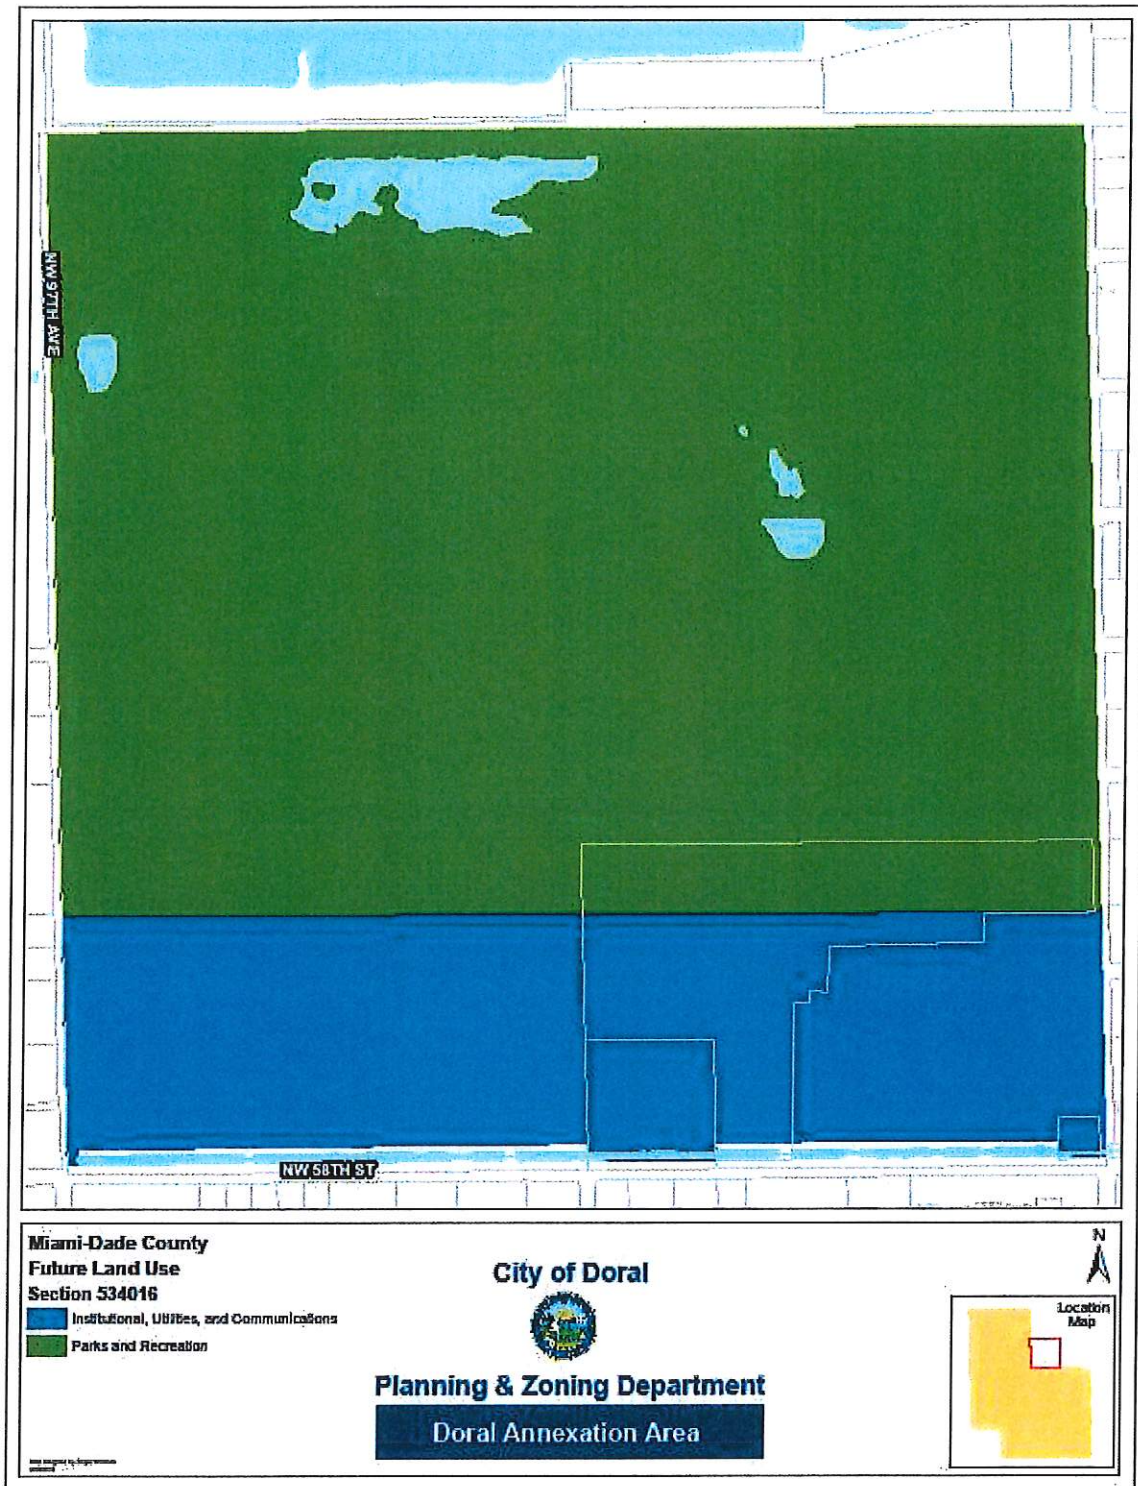 NW 97TH AVE
NW 58TH ST
Miami-Dade County
Future Land Use
Section 534016
Institutional, Utilities, and Communications
Parks and Recreation
City of Doral
Planning & Zoning Department
Doral Annexation Area
N
Location
Map